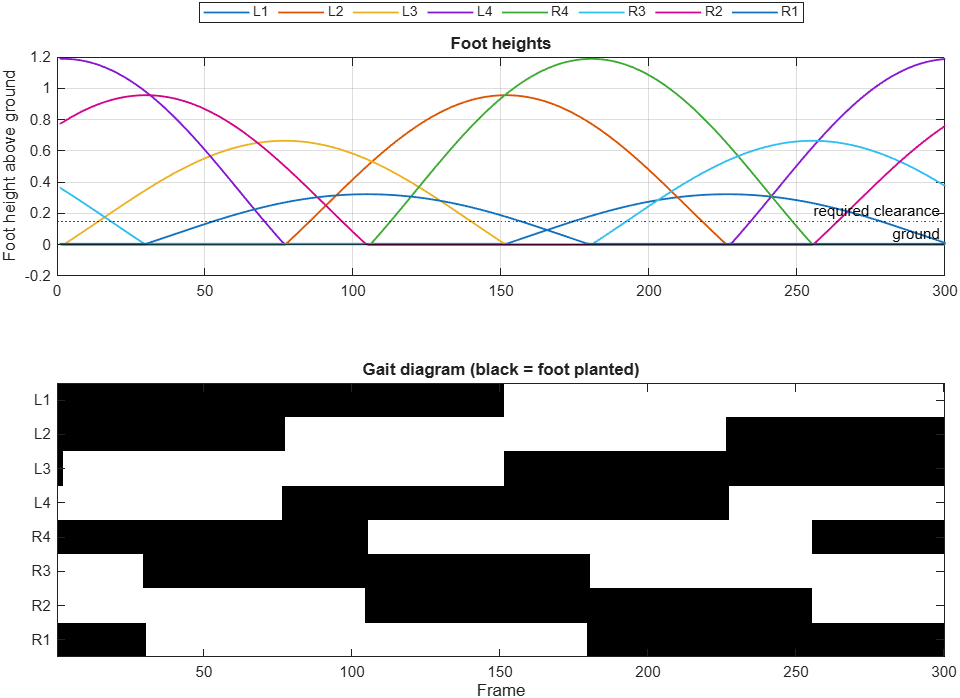 L1 L2 L3 L4 R4 R3 R2 R1
Foot heights
Foot height above ground
1.2
1
0.8
0.6
0.4
0.2
0
-0.2
required clearance
ground
0 50 100 150 200 250 300
Gait diagram (black = foot planted)
L1
L2
L3
L4
R4
R3
R2
R1
50 100 150 200 250 300
Frame